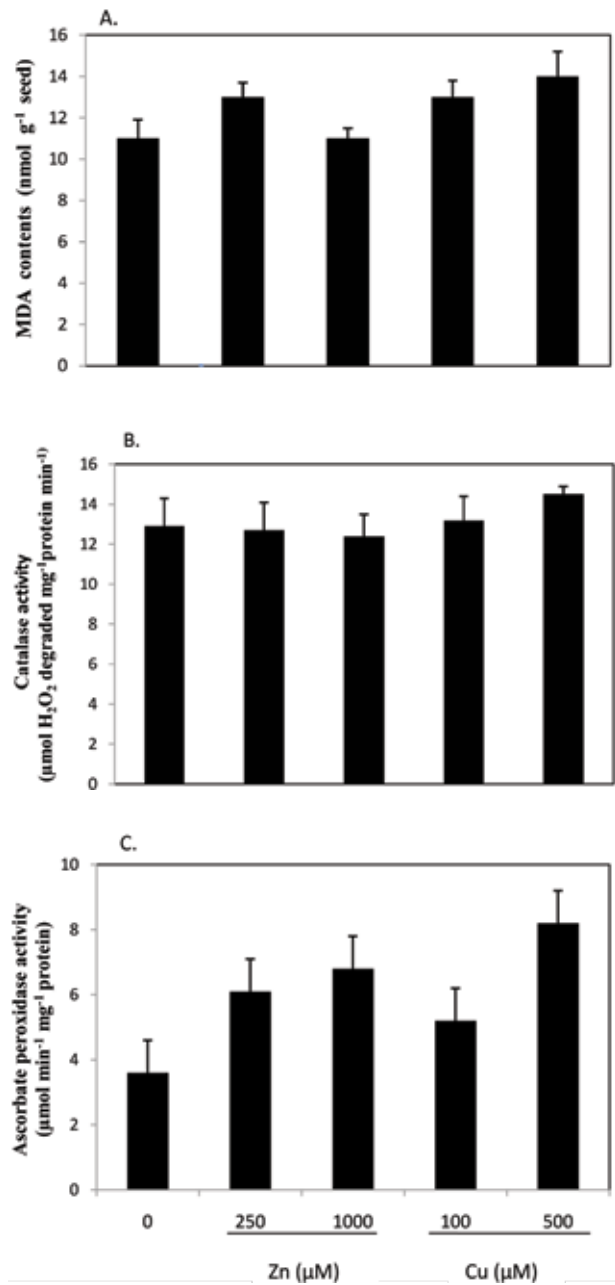 A.
MDA contents (nmol g⁻¹ seed)
16
14
12
10
8
6
4
2
0
B.
Catalase activity
(µmol H₂O₂ degraded mg⁻¹protein min⁻¹)
16
14
12
10
8
6
4
2
0
C.
Ascorbate peroxidase activity
(µmol min⁻¹ mg⁻¹ protein)
10
8
6
4
2
0
0 250 1000 100 500
Zn (µM) Cu (µM)